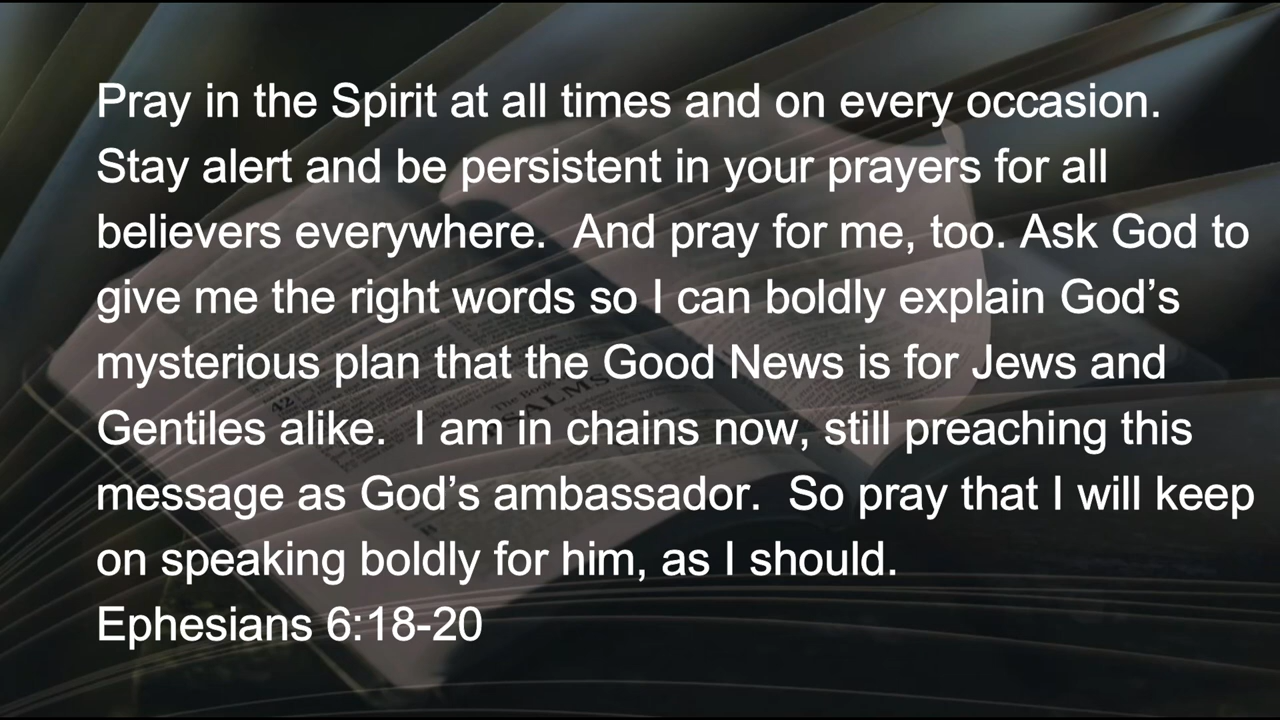 Pray in the Spirit at all times and on every occasion.
Stay alert and be persistent in your prayers for all
believers everywhere.  And pray for me, too. Ask God to
give me the right words so I can boldly explain God’s
mysterious plan that the Good News is for Jews and
Gentiles alike.  I am in chains now, still preaching this
message as God’s ambassador.  So pray that I will keep
on speaking boldly for him, as I should.
Ephesians 6:18-20
42
The Book
PSALMS